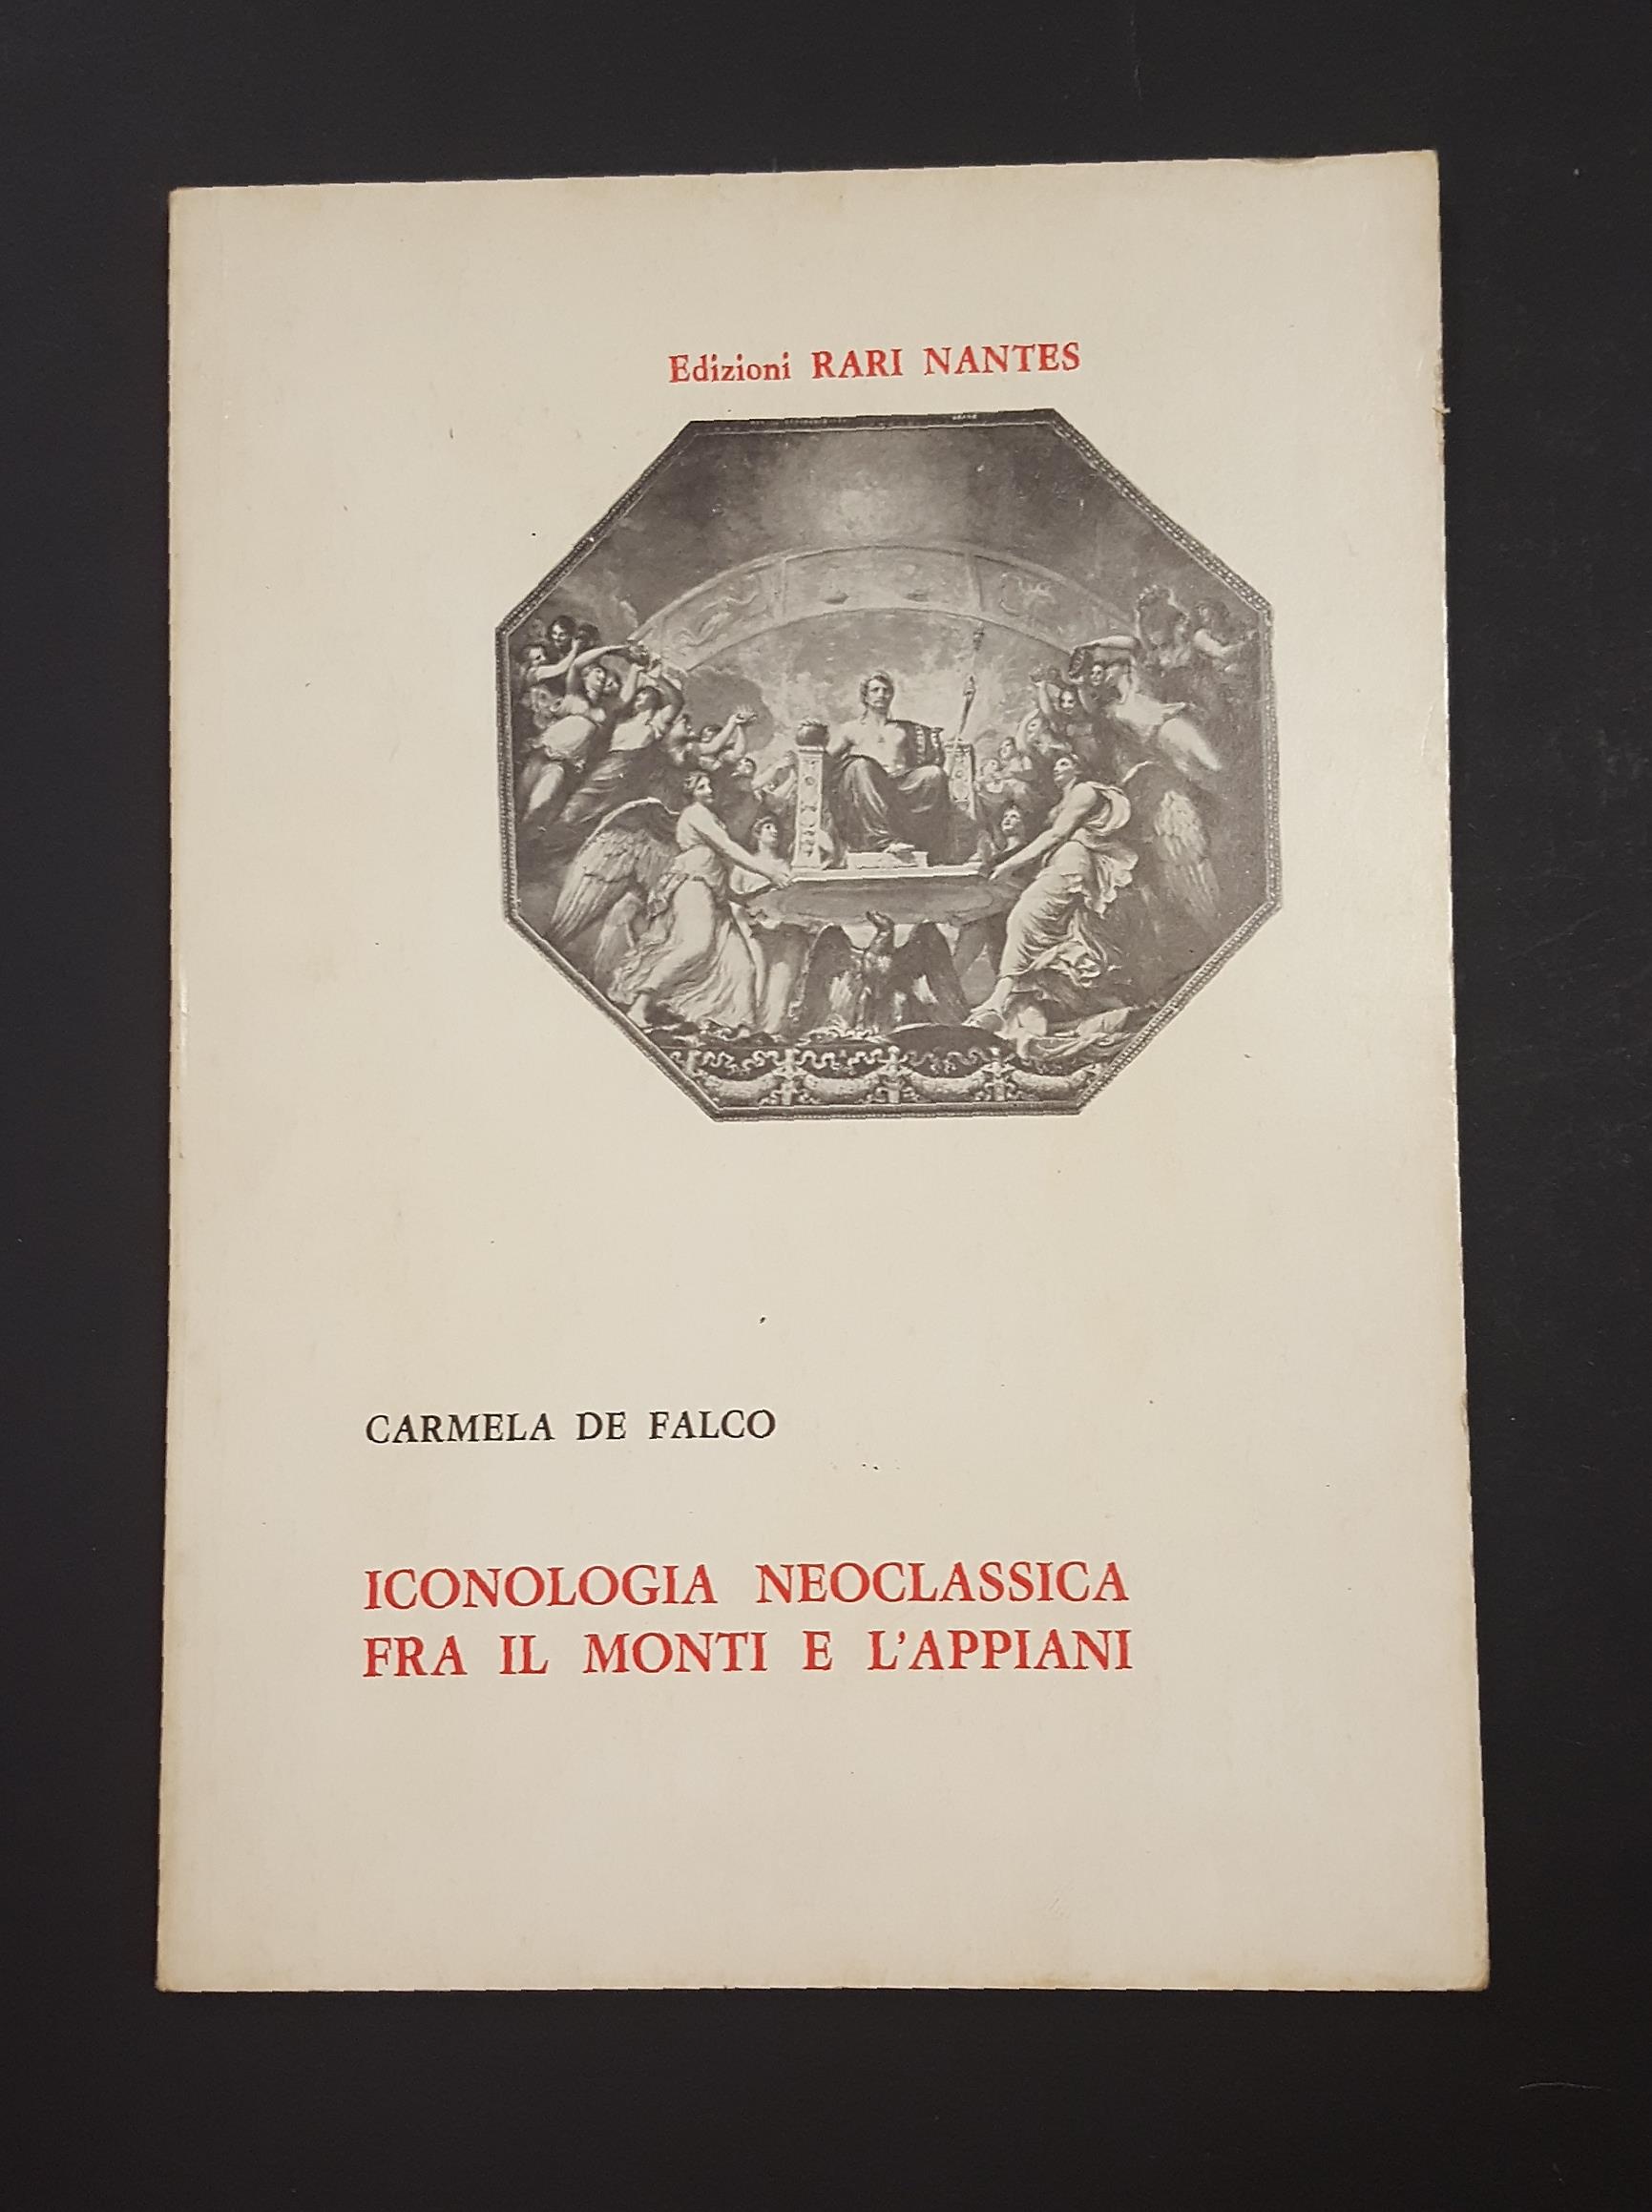 Edizioni RARI NANTES
CARMELA DE FALCO
ICONOLOGIA NEOCLASSICA
FRA IL MONTI E L'APPIANI